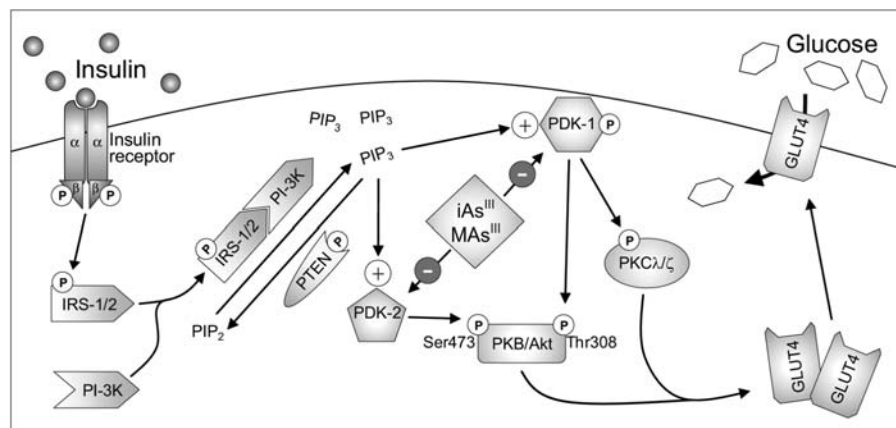 Insulin
Glucose
α α
Insulin
receptor
β β
P P
PIP3
PIP3
PIP3
+
PDK-1
P
GLUT4
PI-3K
IRS-1/2
P
PTEN
P
−
iAsIII
MAsIII
−
P
PKCλ/ζ
P
IRS-1/2
PIP2
+
PDK-2
P P
Ser473
PKB/Akt
Thr308
PI-3K
GLUT4
GLUT4